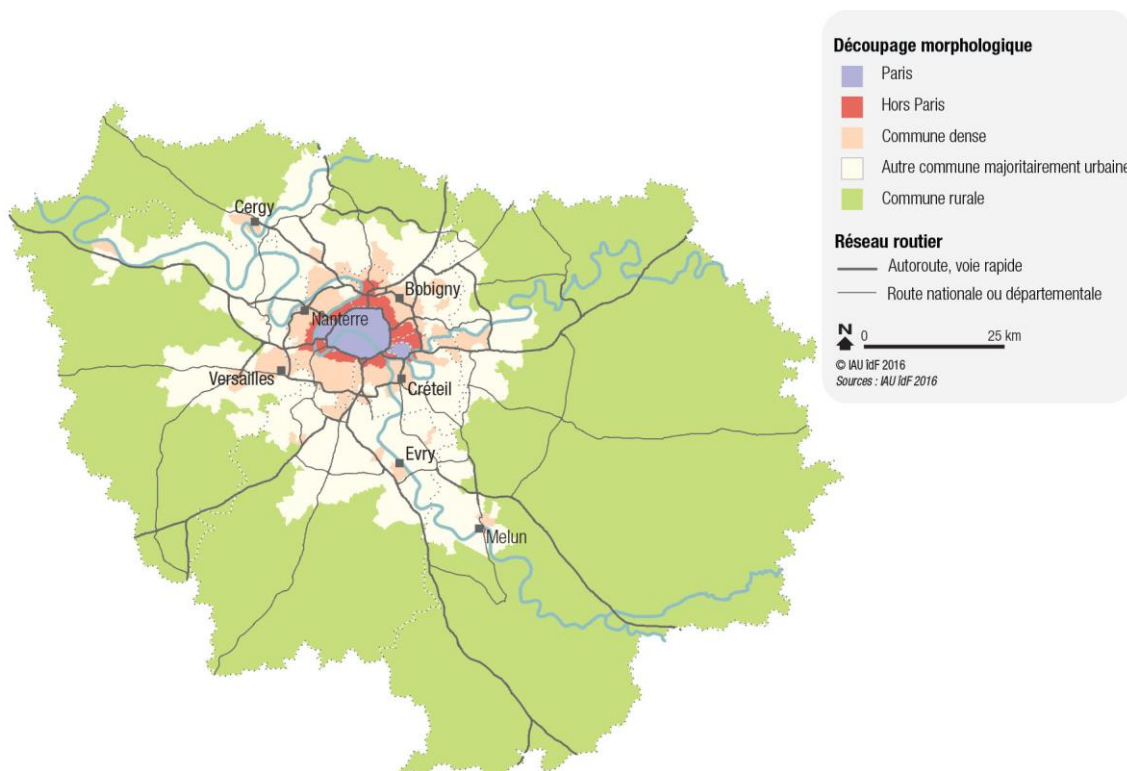 Découpage morphologique
Paris
Hors Paris
Commune dense
Autre commune majoritairement urbaine
Commune rurale
Réseau routier
Autoroute, voie rapide
Route nationale ou départementale
N
0 25 km
© IAU îdF 2016
Sources : IAU îdF 2016
Cergy
Bobigny
Nanterre
Versailles
Créteil
Evry
Melun